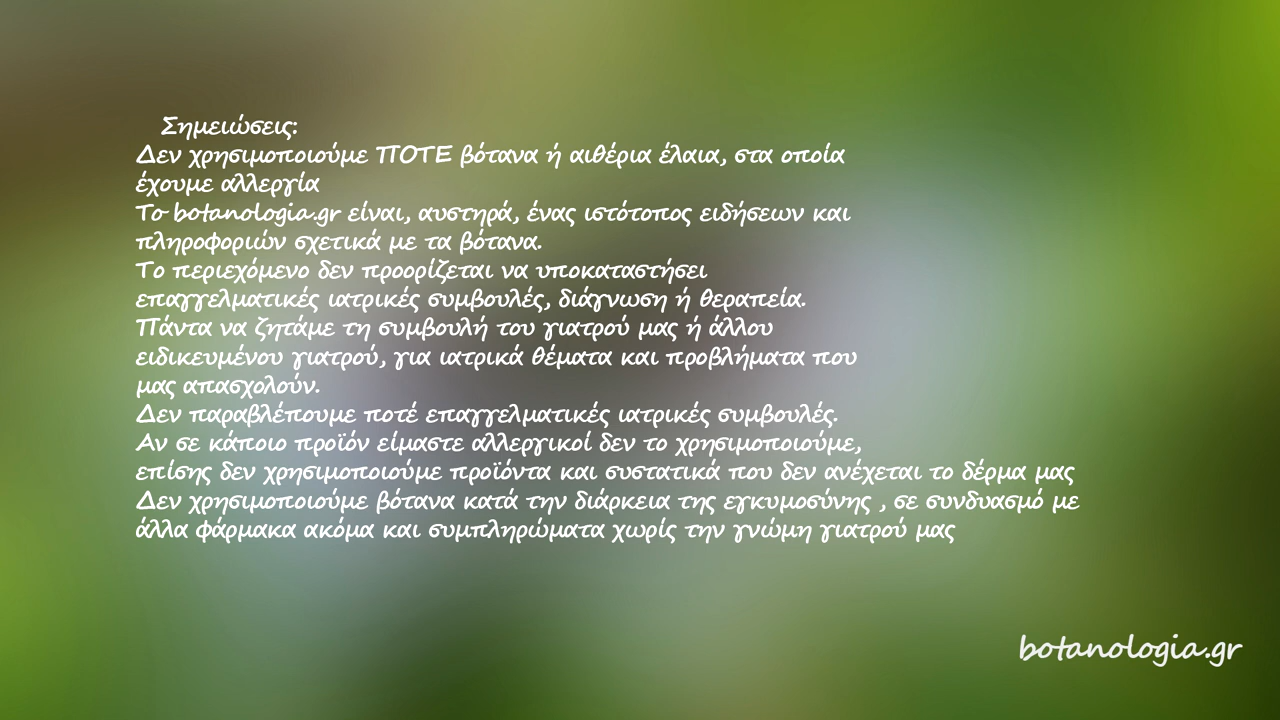 Σημειώσεις:
Δεν χρησιμοποιούμε ΠΟΤΕ βότανα ή αιθέρια έλαια, στα οποία
έχουμε αλλεργία
Το botanologia.gr είναι, αυστηρά, ένας ιστότοπος ειδήσεων και
πληροφοριών σχετικά με τα βότανα.
Το περιεχόμενο δεν προορίζεται να υποκαταστήσει
επαγγελματικές ιατρικές συμβουλές, διάγνωση ή θεραπεία.
Πάντα να ζητάμε τη συμβουλή του γιατρού μας ή άλλου
ειδικευμένου γιατρού, για ιατρικά θέματα και προβλήματα που
μας απασχολούν.
Δεν παραβλέπουμε ποτέ επαγγελματικές ιατρικές συμβουλές.
Αν σε κάποιο προϊόν είμαστε αλλεργικοί δεν το χρησιμοποιούμε,
επίσης δεν χρησιμοποιούμε προϊόντα και συστατικά που δεν ανέχεται το δέρμα μας
Δεν χρησιμοποιούμε βότανα κατά την διάρκεια της εγκυμοσύνης , σε συνδυασμό με
άλλα φάρμακα ακόμα και συμπληρώματα χωρίς την γνώμη γιατρού μας
botanologia.gr